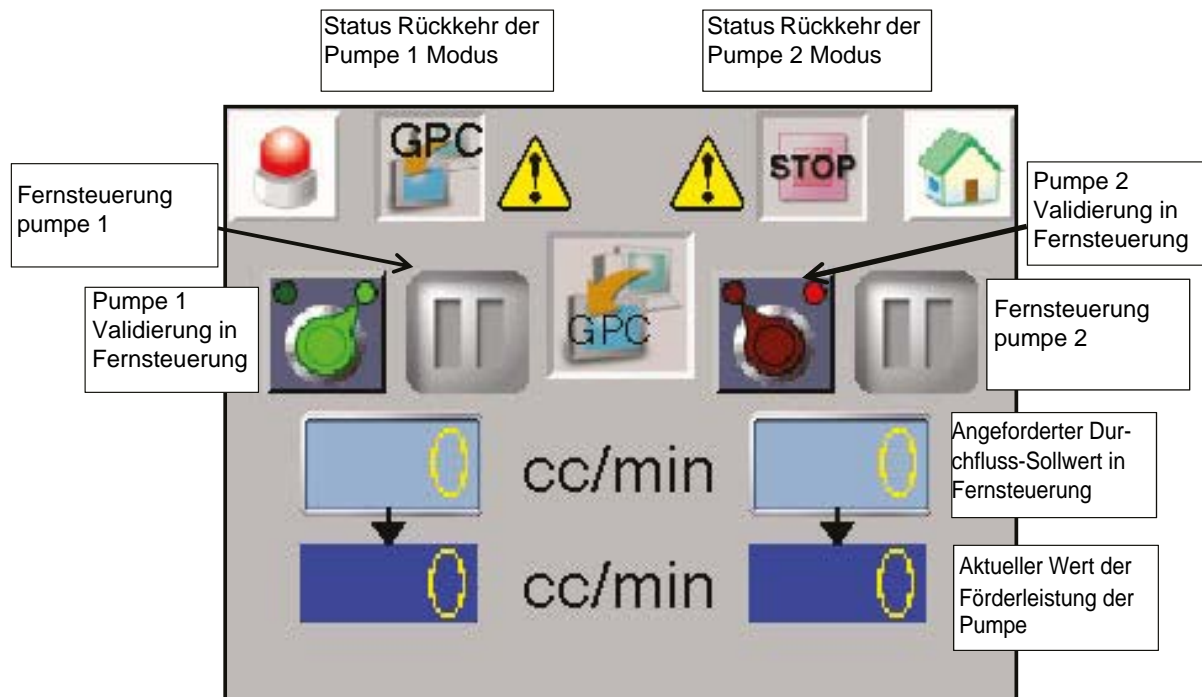 Status Rückkehr der
Pumpe 1 Modus
Status Rückkehr der
Pumpe 2 Modus
GPC
STOP
Fernsteuerung
pumpe 1
Pumpe 2
Validierung in
Fernsteuerung
Pumpe 1
Validierung in
Fernsteuerung
GPC
Fernsteuerung
pumpe 2
0
cc/min
0
Angeforderter Dur-
chfluss-Sollwert in
Fernsteuerung
0
cc/min
0
Aktueller Wert der
Förderleistung der
Pumpe